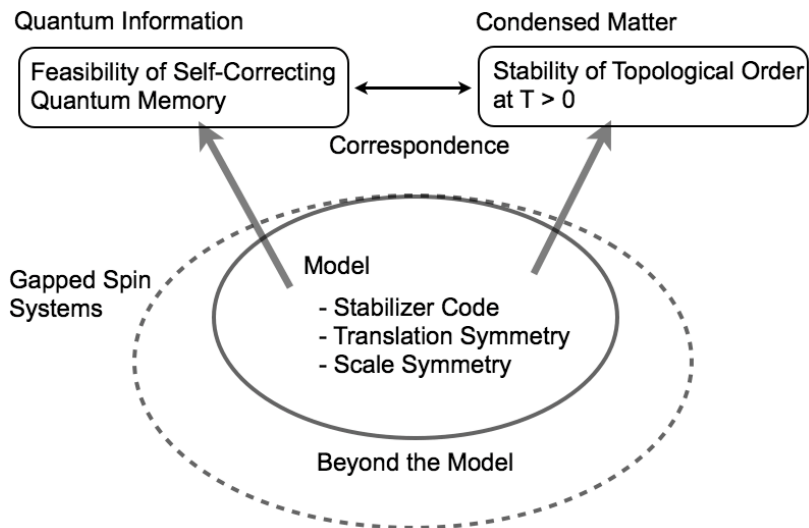 Quantum Information
Condensed Matter
Feasibility of Self-Correcting
Quantum Memory
Stability of Topological Order
at T > 0
Correspondence
Gapped Spin
Systems
Model
- Stabilizer Code
- Translation Symmetry
- Scale Symmetry
Beyond the Model